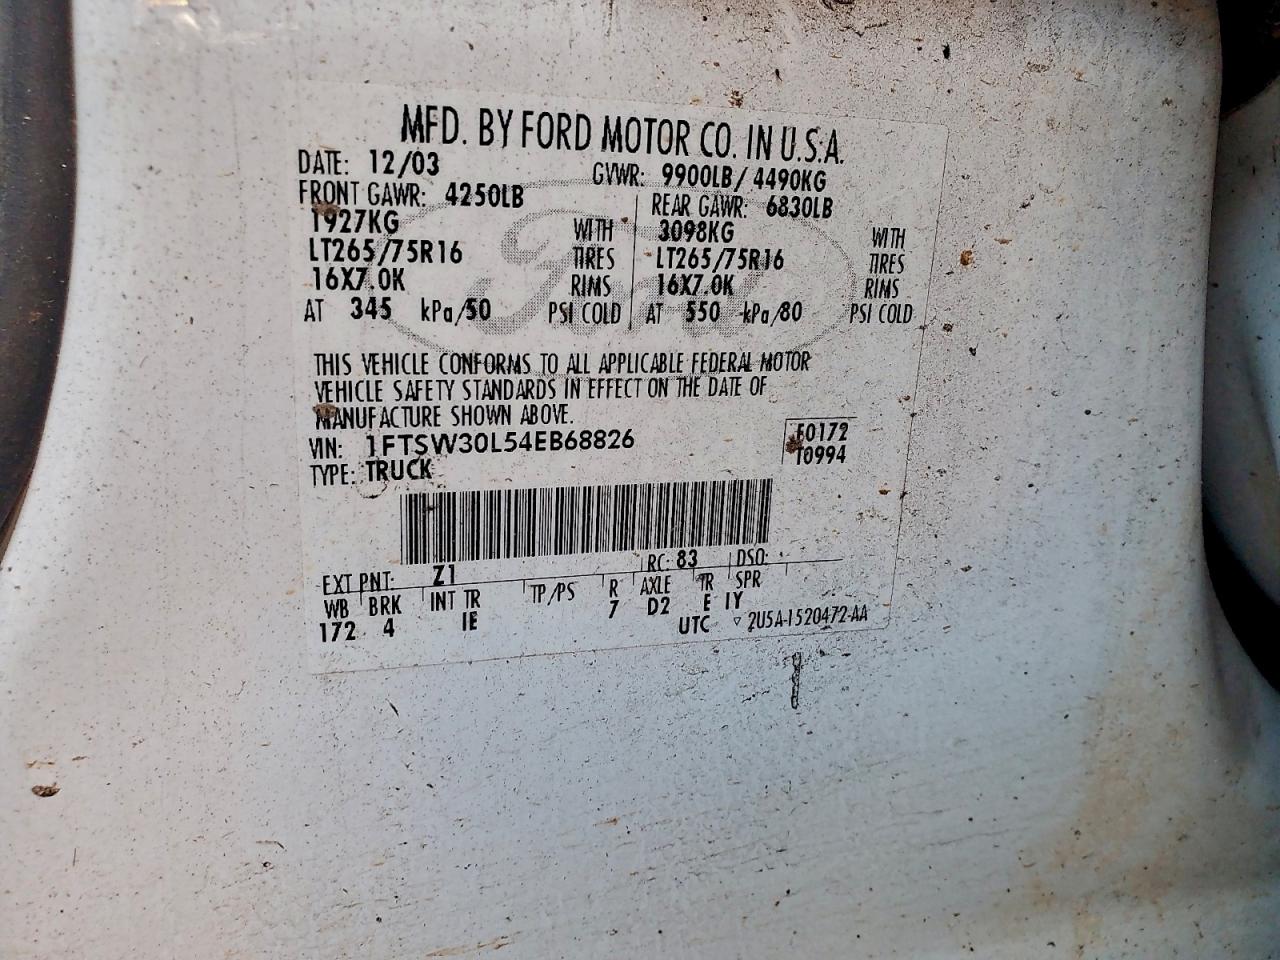 MFD. BY FORD MOTOR CO. IN U.S.A.
DATE: 12/03 GVWR: 9900LB/ 4490KG
FRONT GAWR: 4250LB REAR GAWR: 6830LB
1927KG WITH 3098KG WITH
LT265/75R16 TIRES LT265/75R16 TIRES
16X7.0K RIMS 16X7.0K RIMS
AT 345 kPa/50 PSI COLD AT 550 kPa/80 PSI COLD
THIS VEHICLE CONFORMS TO ALL APPLICABLE FEDERAL MOTOR
VEHICLE SAFETY STANDARDS IN EFFECT ON THE DATE OF
MANUFACTURE SHOWN ABOVE.
VIN: 1FTSW30L54EB68826 F0172
TYPE: TRUCK T0994
EXT PNT: Z1 RC: 83 DSO:
WB BRK INT TR TP/PS R AXLE TR SPR
172 4 IE 7 D2 E IY
UTC ▽ 2U5A-1520472-AA